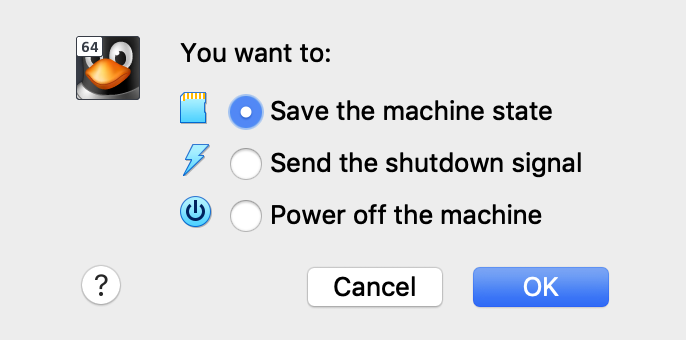 64
You want to:
Save the machine state
Send the shutdown signal
Power off the machine
?
Cancel
OK